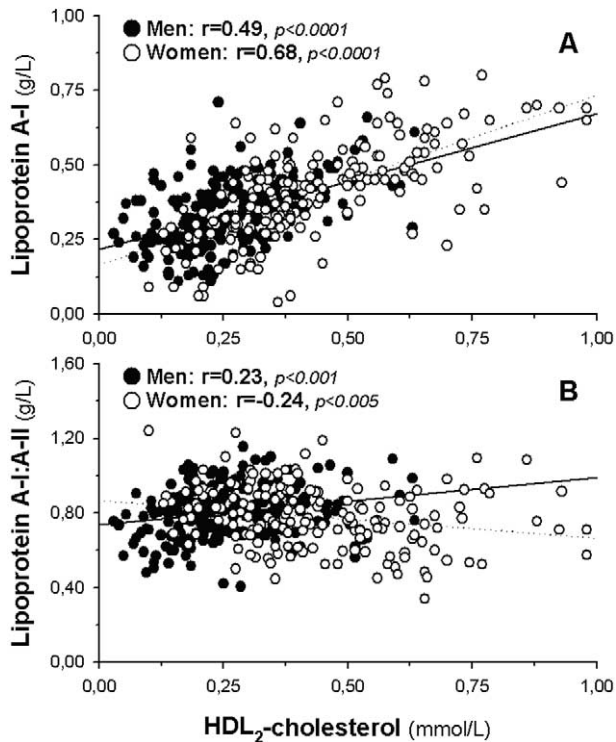 Men: r=0.49, p<0.0001
Women: r=0.68, p<0.0001
A
Lipoprotein A-I (g/L)
1,00
0,75
0,50
0,25
0,00
0,00 0,25 0,50 0,75 1,00
Men: r=0.23, p<0.001
Women: r=-0.24, p<0.005
B
Lipoprotein A-I:A-II (g/L)
1,60
1,20
0,80
0,40
0,00
0,00 0,25 0,50 0,75 1,00
HDL₂-cholesterol (mmol/L)